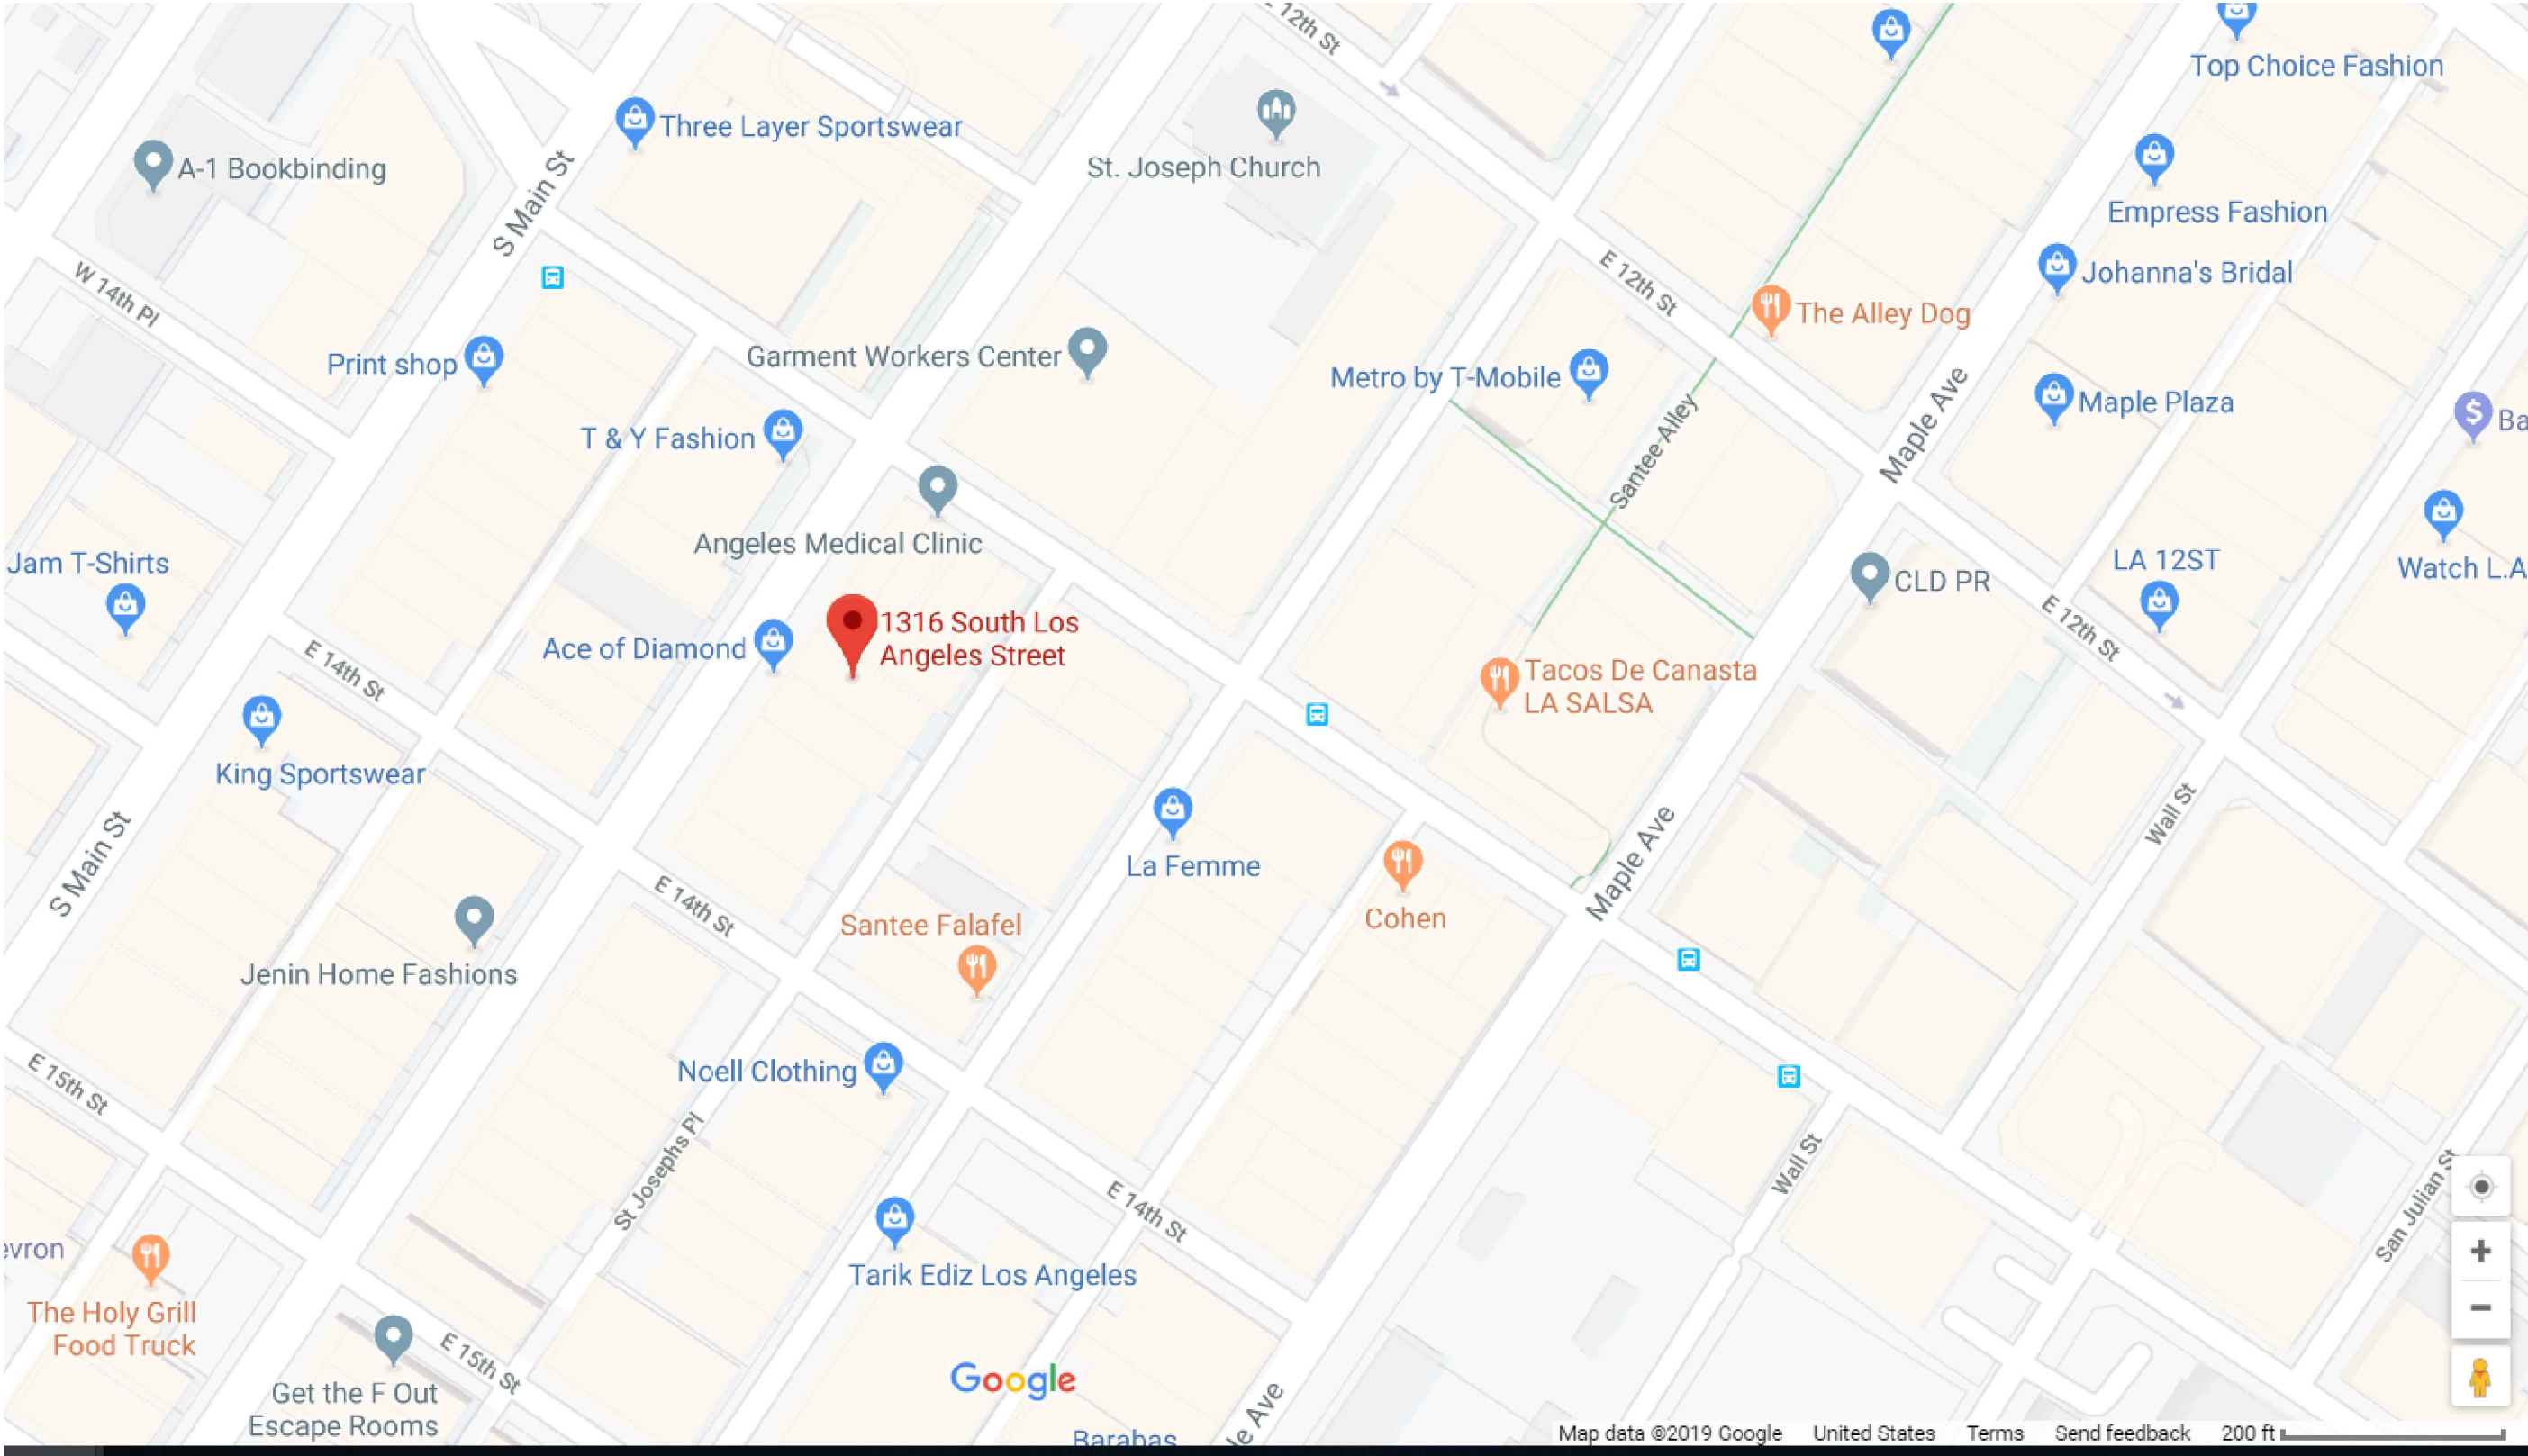 E 12th St
Top Choice Fashion
Three Layer Sportswear
A-1 Bookbinding
St. Joseph Church
S Main St
Empress Fashion
W 14th Pl
E 12th St
Johanna's Bridal
The Alley Dog
Print shop
Garment Workers Center
Metro by T-Mobile
Maple Ave
Maple Plaza
Ba
T & Y Fashion
Santee Alley
Angeles Medical Clinic
Jam T-Shirts
LA 12ST
Watch L.A
CLD PR
1316 South Los
Angeles Street
Ace of Diamond
E 12th St
E 14th St
Tacos De Canasta
LA SALSA
King Sportswear
Wall St
S Main St
Maple Ave
La Femme
E 14th St
Santee Falafel
Cohen
Jenin Home Fashions
Noell Clothing
E 15th St
St Josephs Pl
Wall St
E 14th St
San Julian St
evron
Tarik Ediz Los Angeles
The Holy Grill
Food Truck
E 15th St
Get the F Out
Escape Rooms
Google
le Ave
Barabas
Map data ©2019 Google United States Terms Send feedback 200 ft